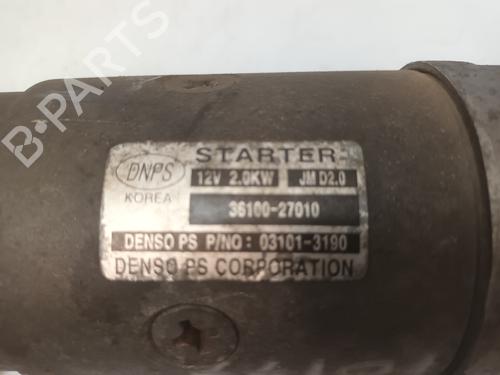 B-PARTS
STARTER
DNPS
12V 2.0KW JM D2.0
KOREA
36100-27010
DENSO PS P/NO : 03101-3190
DENSO PS CORPORATION